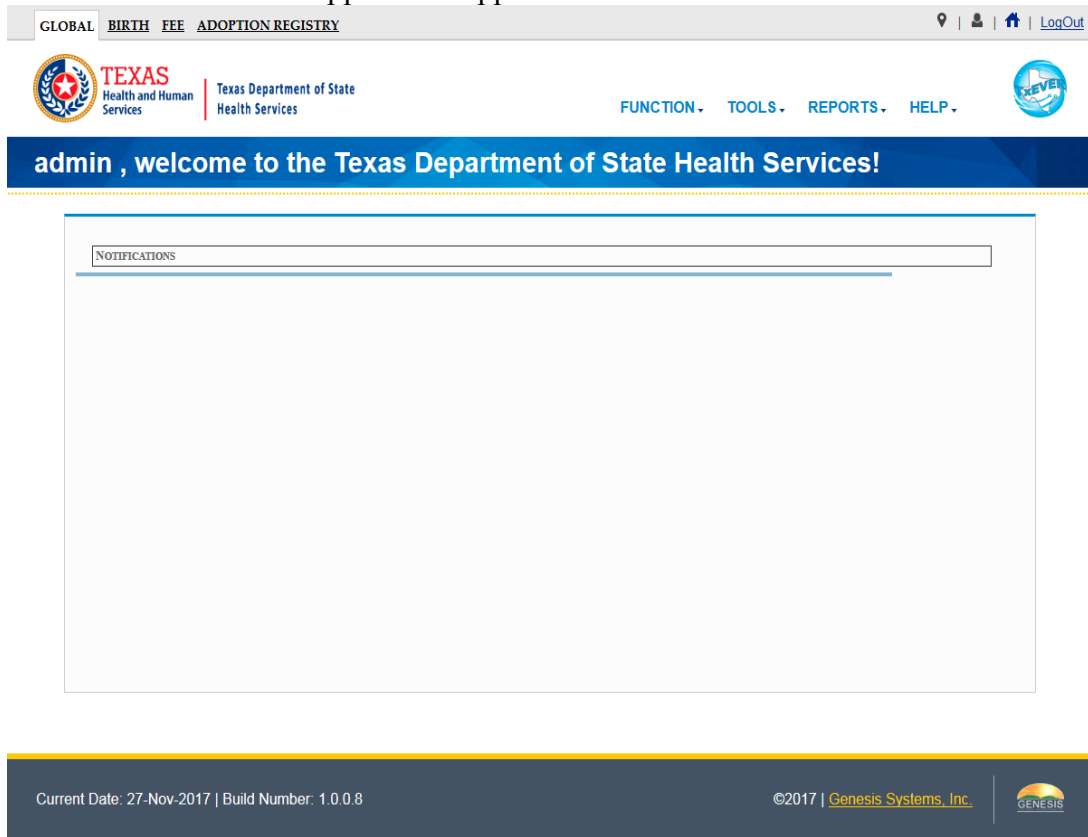 GLOBAL BIRTH FEE ADOPTION REGISTRY | | | LogOut
TEXAS
Health and Human
Services
Texas Department of State
Health Services
FUNCTION TOOLS REPORTS HELP
TxEVER
admin , welcome to the Texas Department of State Health Services!
NOTIFICATIONS
Current Date: 27-Nov-2017 | Build Number: 1.0.0.8
©2017 | Genesis Systems, Inc.
GENESIS